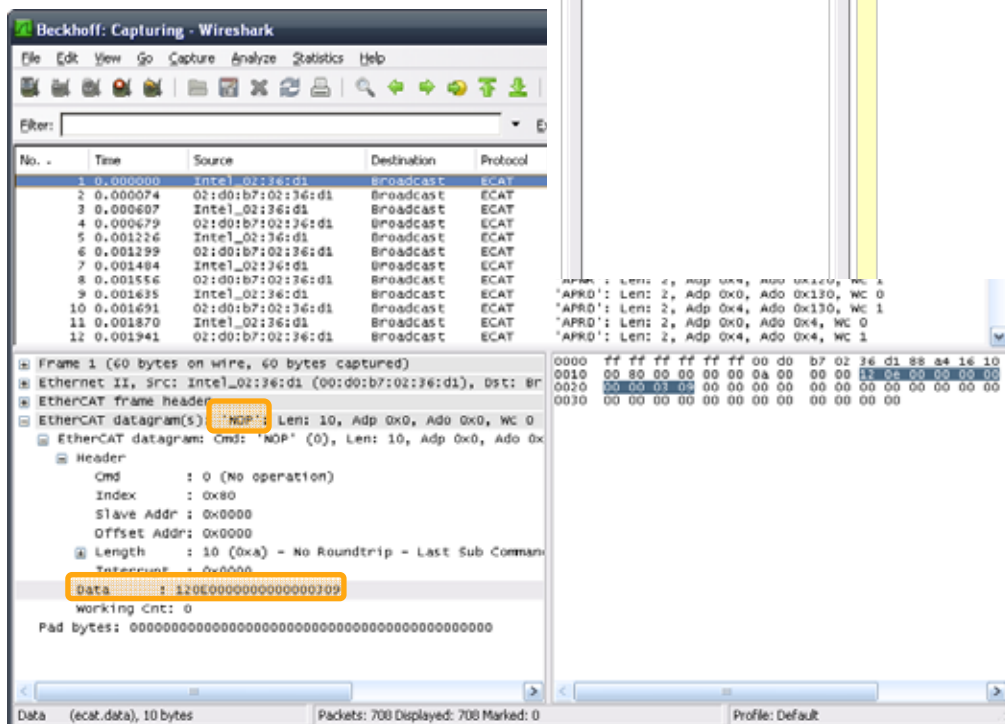 Beckhoff: Capturing - Wireshark
File Edit View Go Capture Analyze Statistics Help
Filter:
No. - Time Source Destination Protocol
1 0.000000 Intel_02:36:d1 Broadcast ECAT
2 0.000074 02:d0:b7:02:36:d1 Broadcast ECAT
3 0.000607 Intel_02:36:d1 Broadcast ECAT
4 0.000679 02:d0:b7:02:36:d1 Broadcast ECAT
5 0.001226 Intel_02:36:d1 Broadcast ECAT
6 0.001299 02:d0:b7:02:36:d1 Broadcast ECAT
7 0.001484 Intel_02:36:d1 Broadcast ECAT
8 0.001556 02:d0:b7:02:36:d1 Broadcast ECAT
9 0.001635 Intel_02:36:d1 Broadcast ECAT
10 0.001691 02:d0:b7:02:36:d1 Broadcast ECAT
11 0.001870 Intel_02:36:d1 Broadcast ECAT
12 0.001941 02:d0:b7:02:36:d1 Broadcast ECAT
'APRD': Len: 2, Adp 0x0, Ado 0x130, Wc 0
'APRD': Len: 2, Adp 0x4, Ado 0x130, Wc 1
'APRD': Len: 2, Adp 0x0, Ado 0x4, Wc 0
'APRD': Len: 2, Adp 0x4, Ado 0x4, Wc 1
Frame 1 (60 bytes on wire, 60 bytes captured)
Ethernet II, Src: Intel_02:36:d1 (00:d0:b7:02:36:d1), Dst: Br
EtherCAT frame header
EtherCAT datagram(s): 'NOP': Len: 10, Adp 0x0, Ado 0x0, Wc 0
EtherCAT datagram: Cmd: 'NOP' (0), Len: 10, Adp 0x0, Ado 0x
Header
Cmd : 0 (No operation)
Index : 0x80
Slave Addr : 0x0000
Offset Addr: 0x0000
Length : 10 (0xa) - No Roundtrip - Last Sub Comman
Interrupt : 0x0000
Data : 120E0000000000000309
Working Cnt: 0
Pad bytes:
0000 ff ff ff ff ff ff 00 d0 b7 02 36 d1 88 a4 16 10
0010 00 80 00 00 00 00 0a 00 00 00 12 0e 00 00 00 00
0020 00 00 03 09 00 00 00 00 00 00 00 00 00 00 00 00
0030 00 00 00 00 00 00 00 00 00 00 00 00
Data (ecat.data), 10 bytes
Packets: 708 Displayed: 708 Marked: 0
Profile: Default